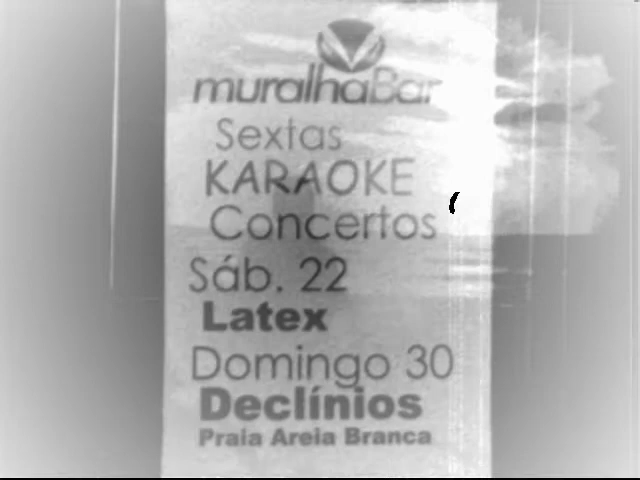 muralhaBar
Sextas
KARAOKE
Concertos
Sáb. 22
Latex
Domingo 30
Declínios
Praia Areia Branca